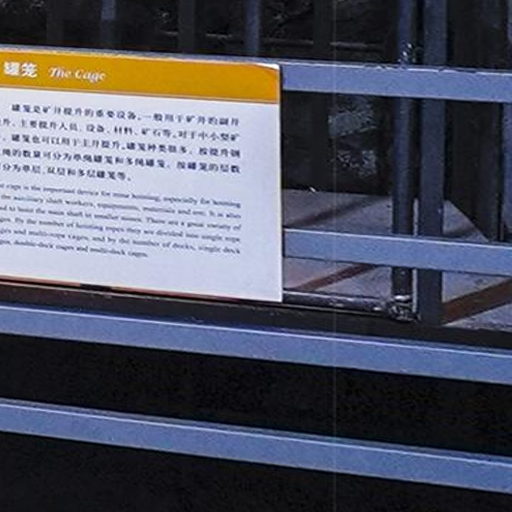 罐笼 The Cage
罐笼是矿井提升的重要设备,一般用于矿井的副井
升,主要提升人员、设备、材料、矿石等,对于中小型矿
,罐笼也可以用于主井提升。罐笼种类很多,按提升钢
绳的数量可分为单绳罐笼和多绳罐笼,按罐笼的层数
分为单层、双层和多层罐笼等。
cage is the important device for mine hoisting, especially for hoisting
the auxiliary shaft workers, equipment, materials and ore. It is also
to hoist the main shaft in smaller mines. There are a great variety of
ges. By the number of hoisting ropes they are divided into single rope
ges and multi-rope cages, and by the number of decks, single deck
ges, double-deck cages and multi-deck cages.